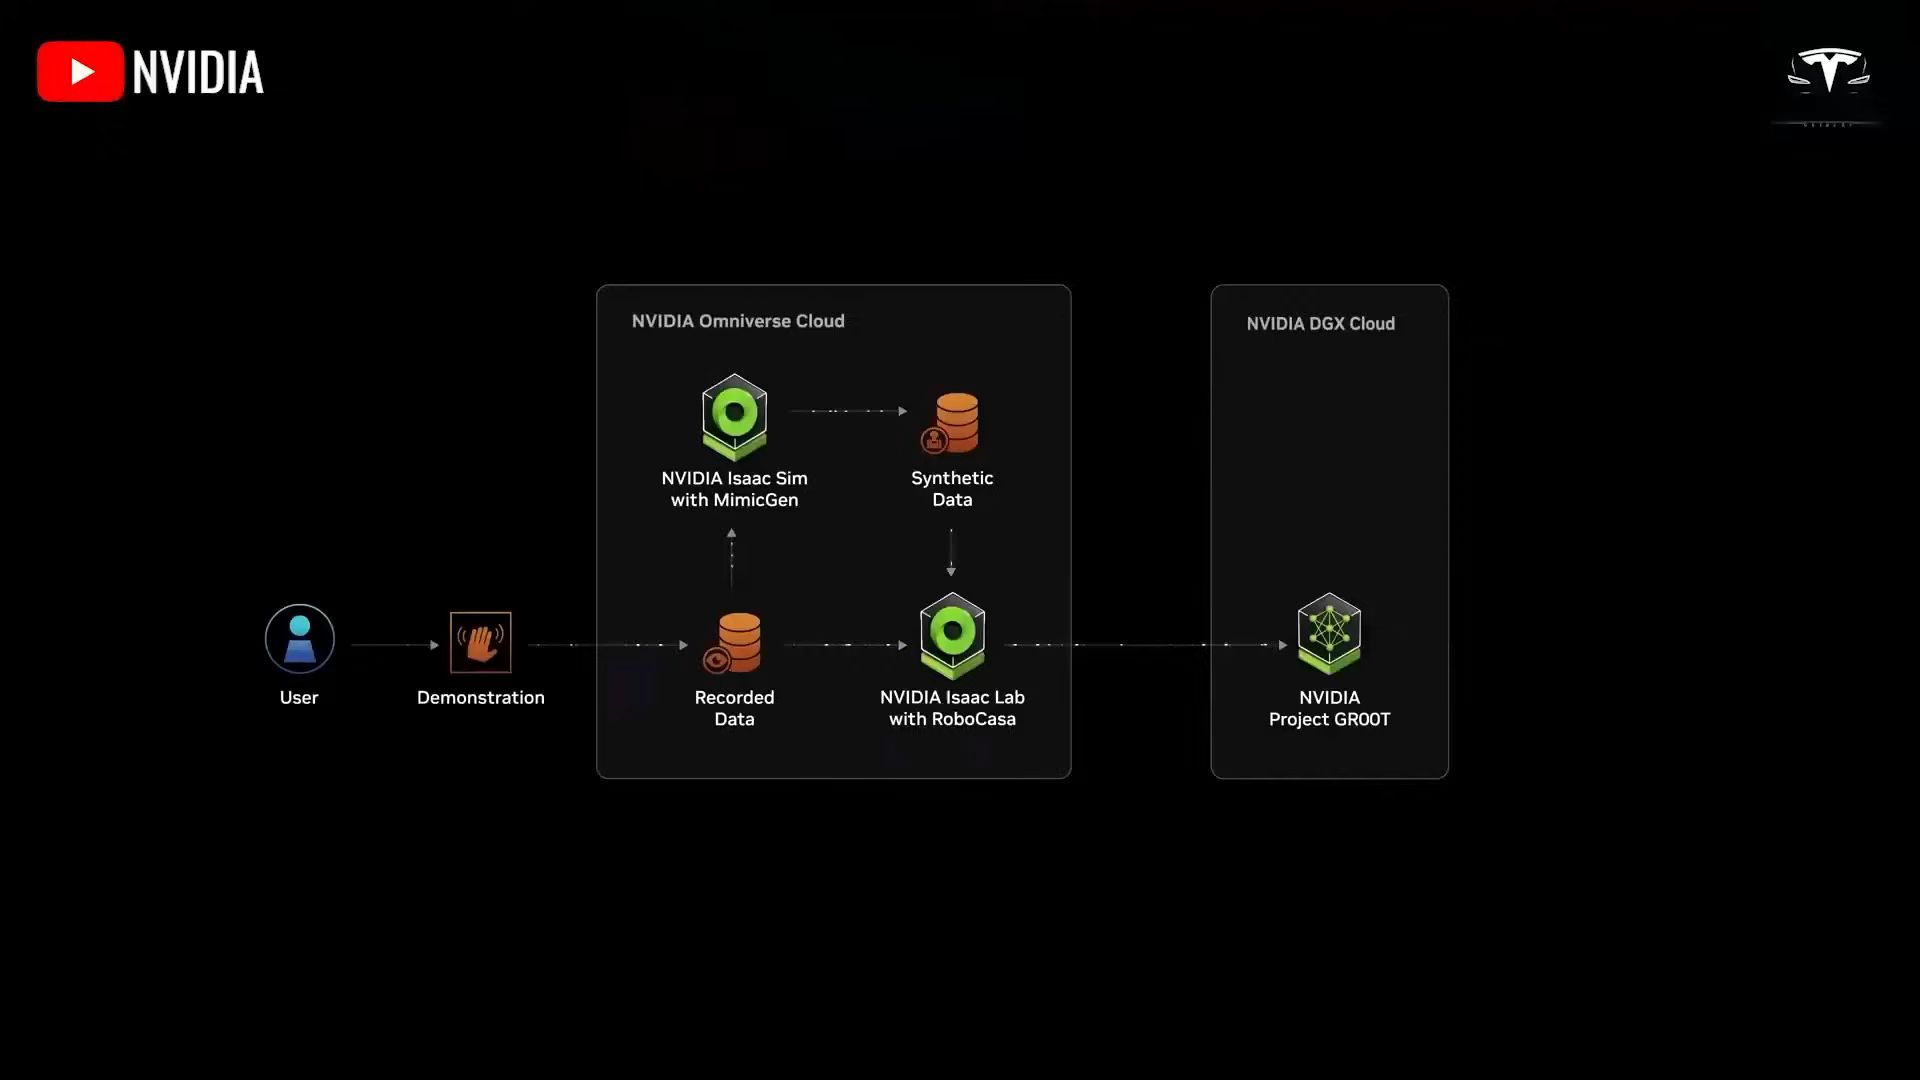 NVIDIA
NVIDIA Omniverse Cloud
NVIDIA DGX Cloud
NVIDIA Isaac Sim
with MimicGen
Synthetic
Data
User
Demonstration
Recorded
Data
NVIDIA Isaac Lab
with RoboCasa
NVIDIA
Project GR00T